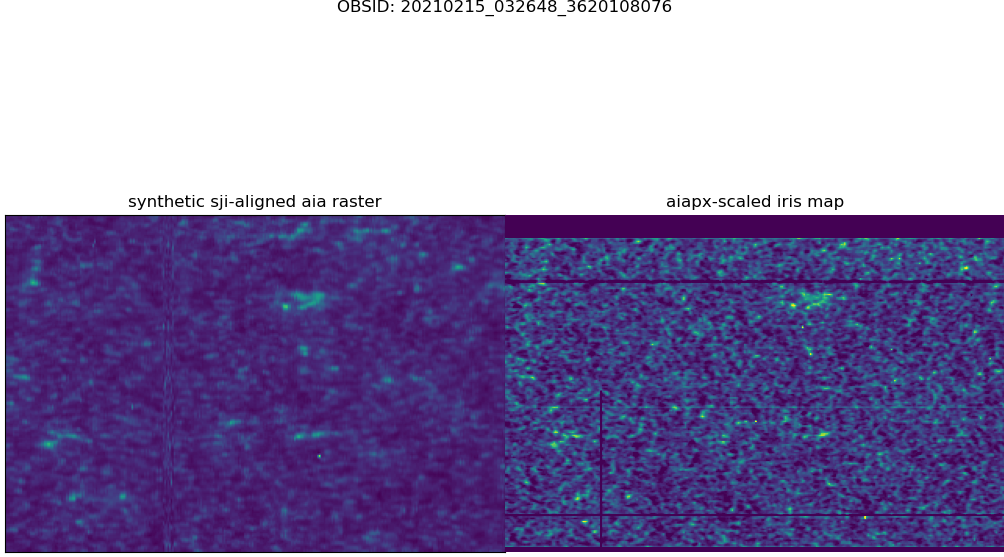 OBSID: 20210215_032648_3620108076
synthetic sji-aligned aia raster
aiapx-scaled iris map